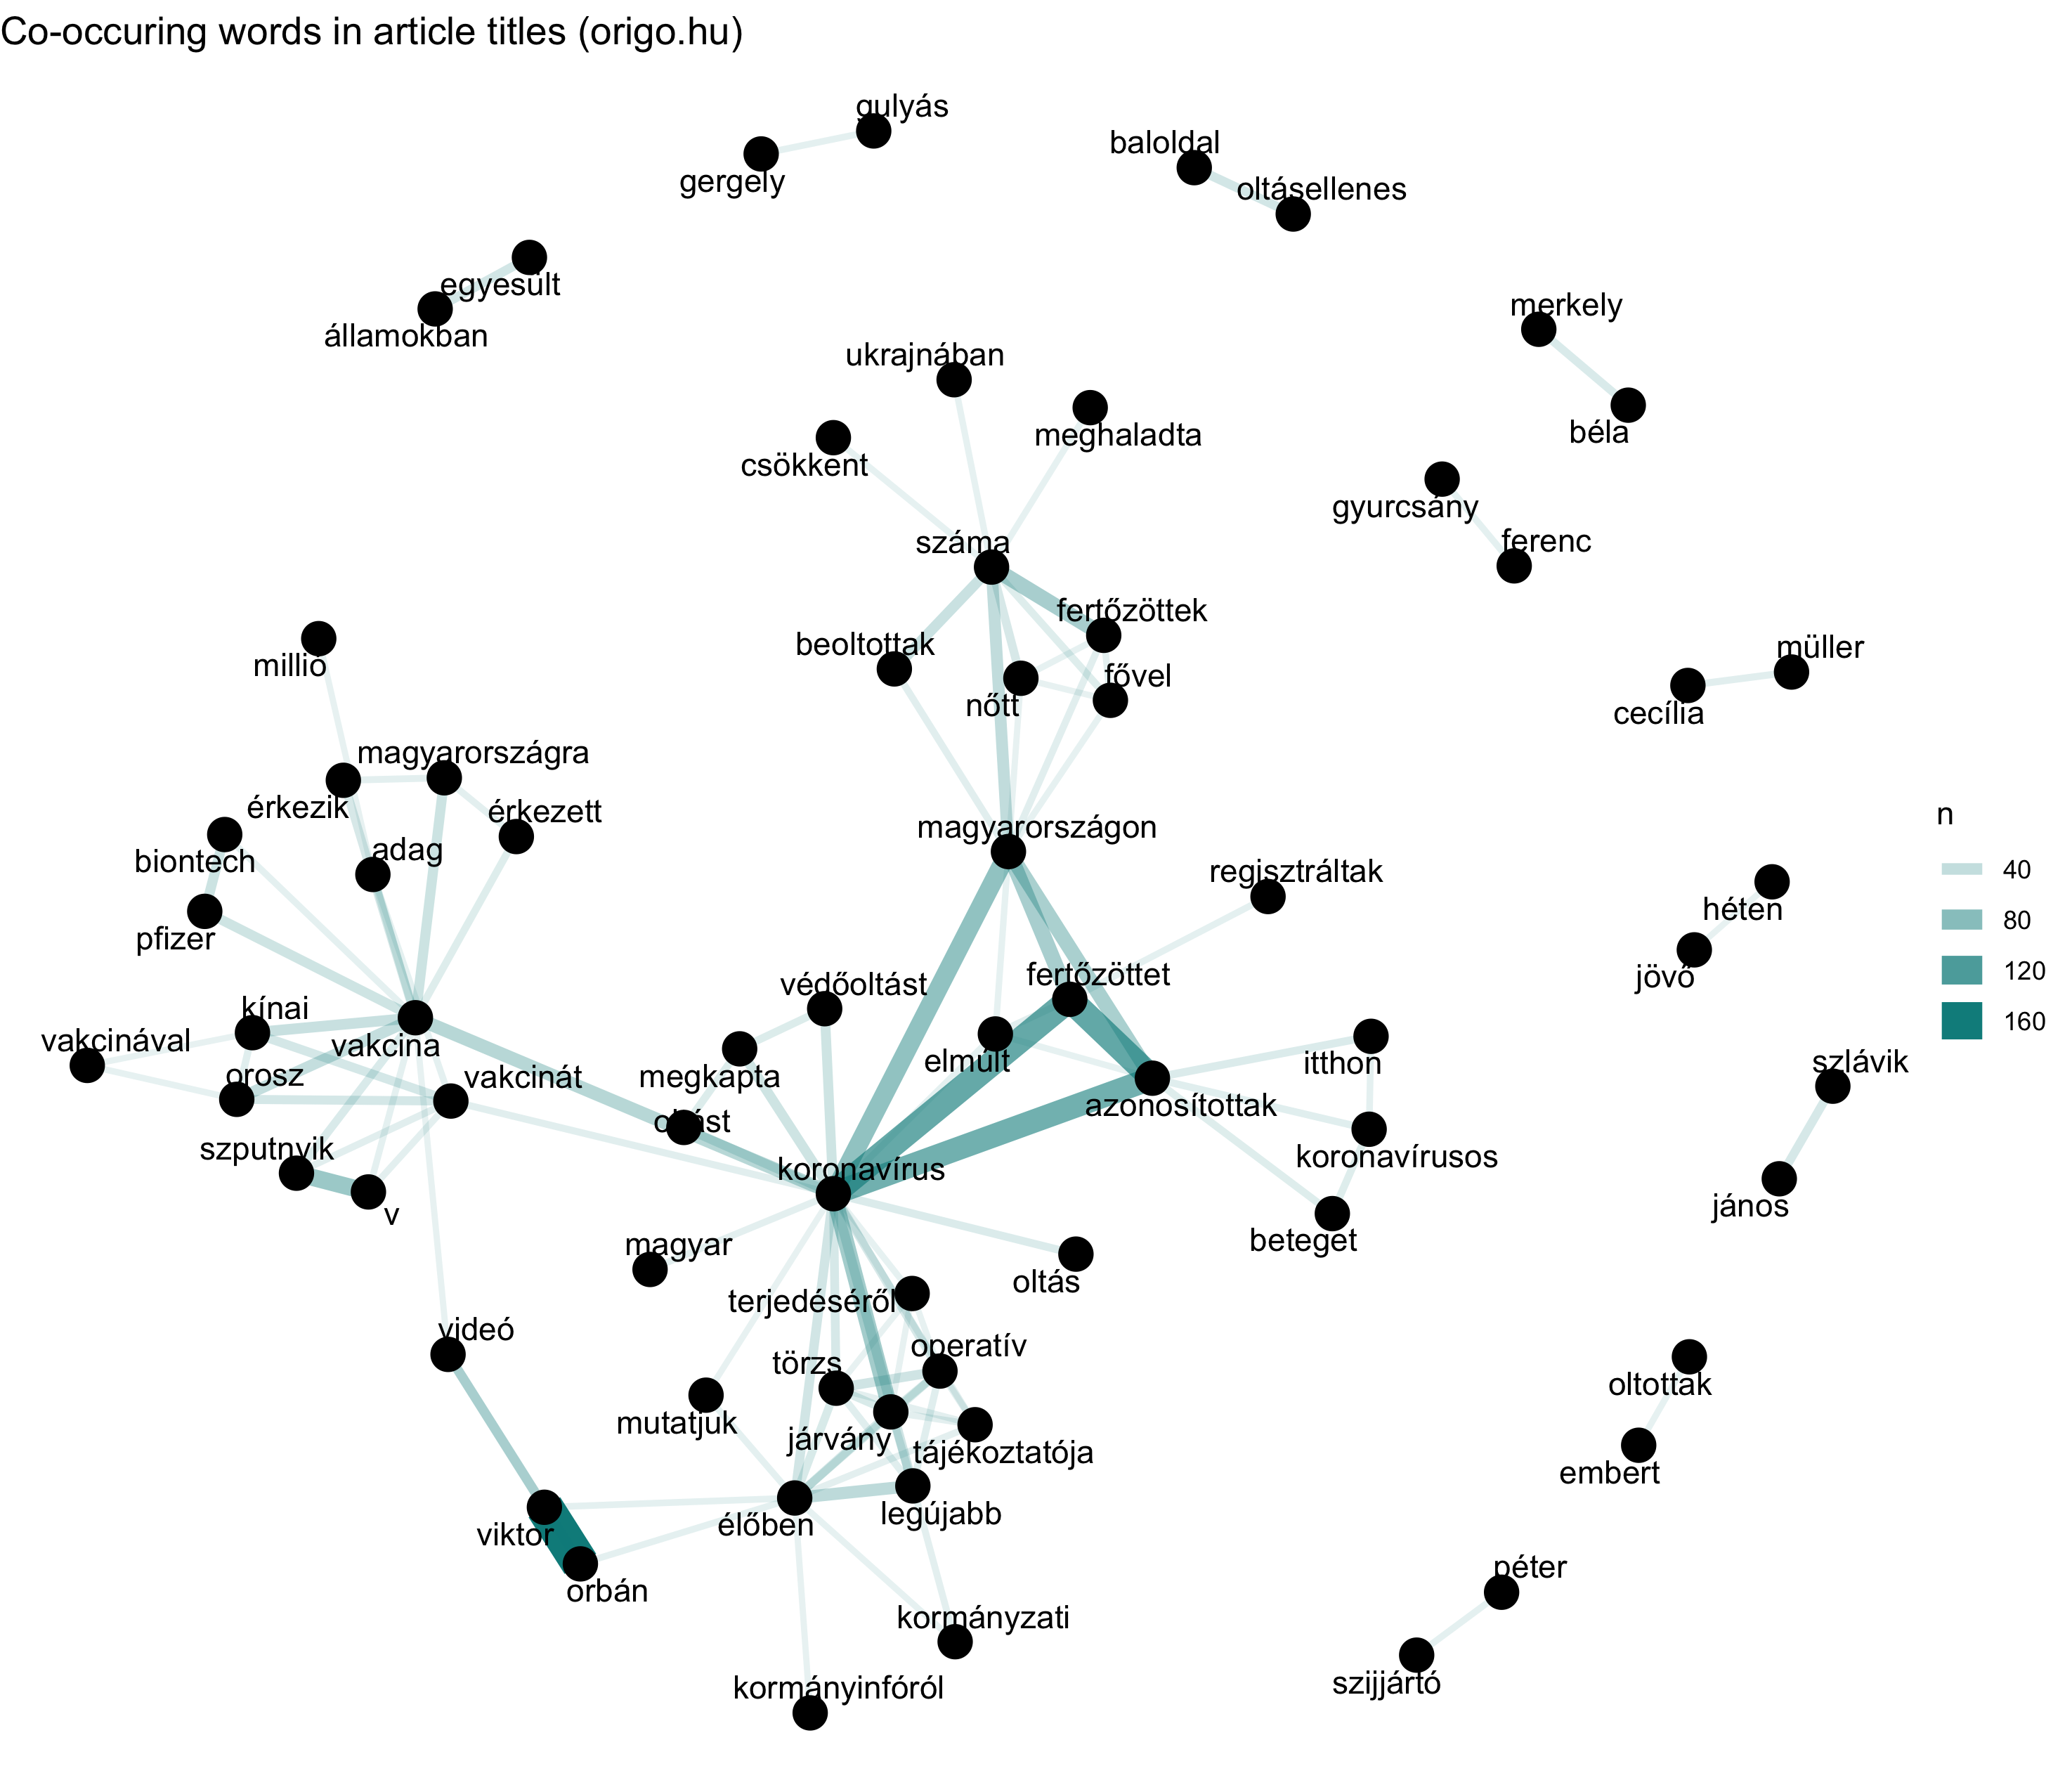 Co-occuring words in article titles (origo.hu)
gulyás
gergely
baloldal
oltásellenes
egyesült
államokban
merkely
béla
ukrajnában
meghaladta
csökkent
gyurcsány
ferenc
száma
fertőzöttek
beoltottak
fővel
nőtt
müller
cecília
millió
magyarországra
érkezik
érkezett
biontech
adag
pfizer
magyarországon
regisztráltak
n
40
80
120
160
héten
jövő
védőoltást
fertőzöttet
kínai
vakcinával
vakcina
orosz
vakcinát
megkapta
elmúlt
itthon
szlávik
azonosítottak
oltást
szputnyik
koronavírus
koronavírusos
v
jános
magyar
beteget
oltás
terjedéséről
videó
operatív
törzs
oltottak
mutatjuk
járvány
tájékoztatója
embert
legújabb
élőben
viktor
orbán
péter
kormányzati
szijjártó
kormányinfóról